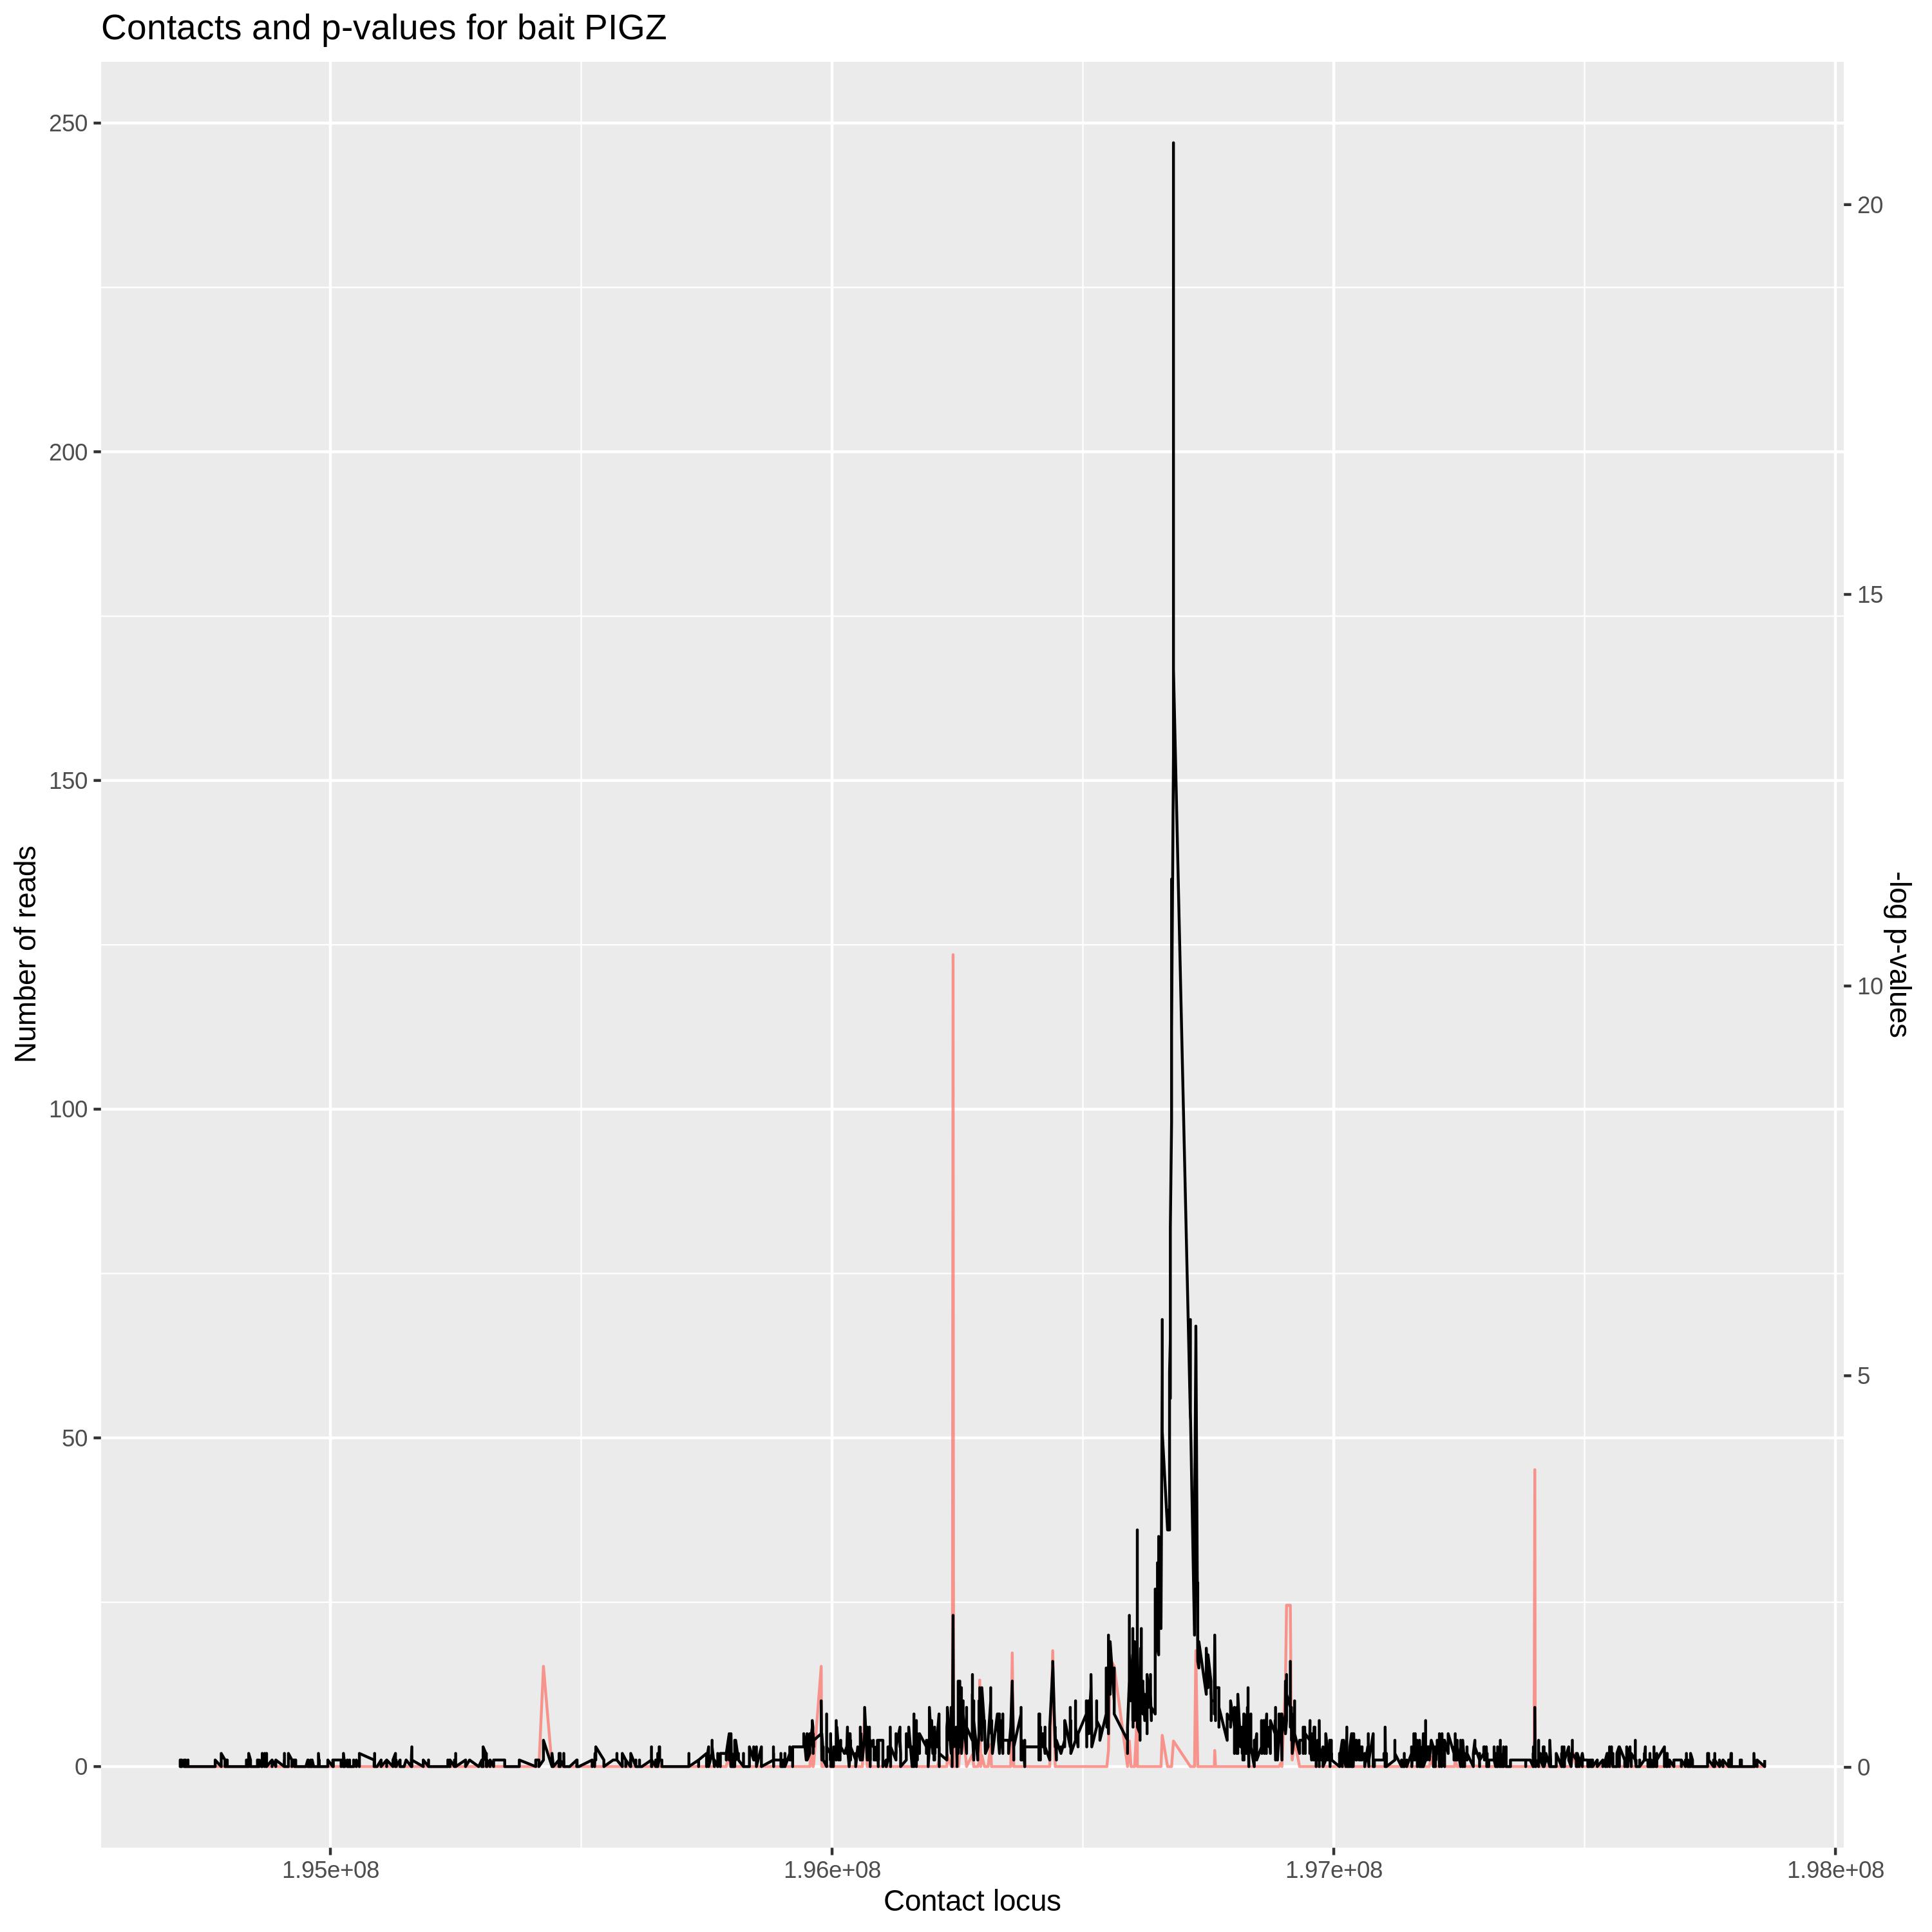 Contacts and p-values for bait PIGZ
250
200
150
100
50
0
Number of reads
20
15
10
5
0
-log p-values
1.95e+08
1.96e+08
1.97e+08
1.98e+08
Contact locus